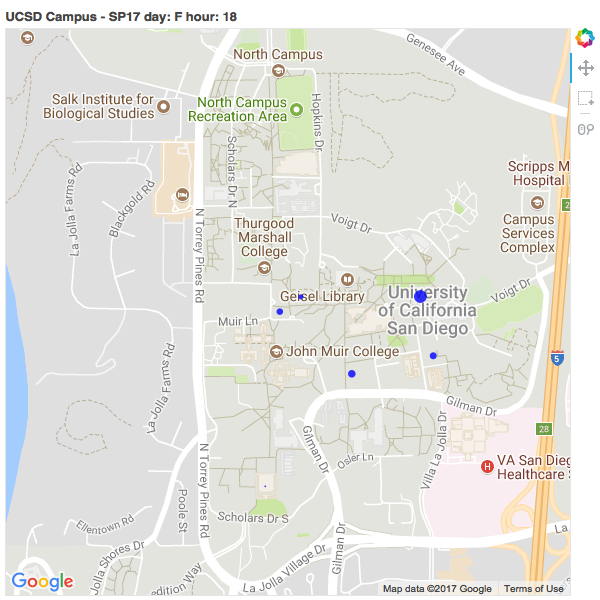 UCSD Campus - SP17 day: F hour: 18
Genesee Ave
North Campus
Salk Institute for
Biological Studies
North Campus
Recreation Area
Hopkins Dr
Scholars Dr N
La Jolla Farms Rd
Blackgold Rd
N Torrey Pines Rd
Scripps M
Hospital
2
Campus
Services
Complex
Voigt Dr
Thurgood
Marshall
College
Geisel Library
University
of California
San Diego
Voigt Dr
Muir Ln
John Muir College
La Jolla Farms Rd
5
Gilman Dr
28
Gilman Dr
Osler Ln
Villa La Jolla Dr
VA San Dieg
Healthcare
H
N Torrey Pines Rd
Poole St
Ellentown Rd
Scholars Dr S
La
Jolla Shores Dr
edition Way
La Jolla Village Dr
Gilman Dr
Google
Map data ©2017 Google
Terms of Use